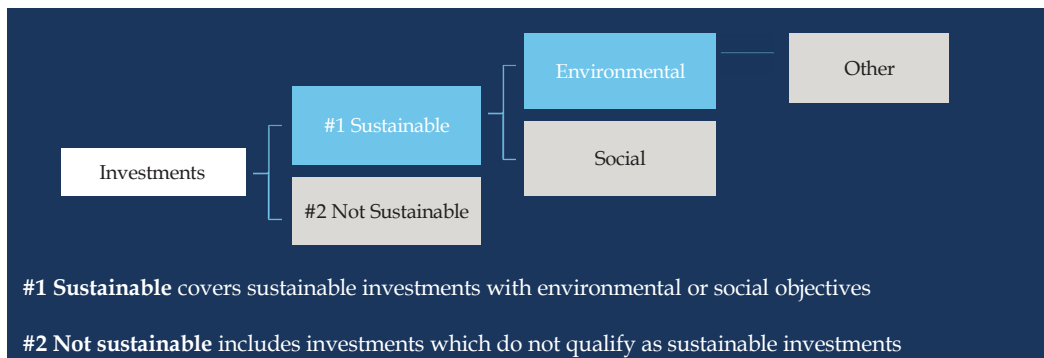 Environmental
Other
#1 Sustainable
Social
Investments
#2 Not Sustainable
#1 Sustainable covers sustainable investments with environmental or social objectives
#2 Not sustainable includes investments which do not qualify as sustainable investments